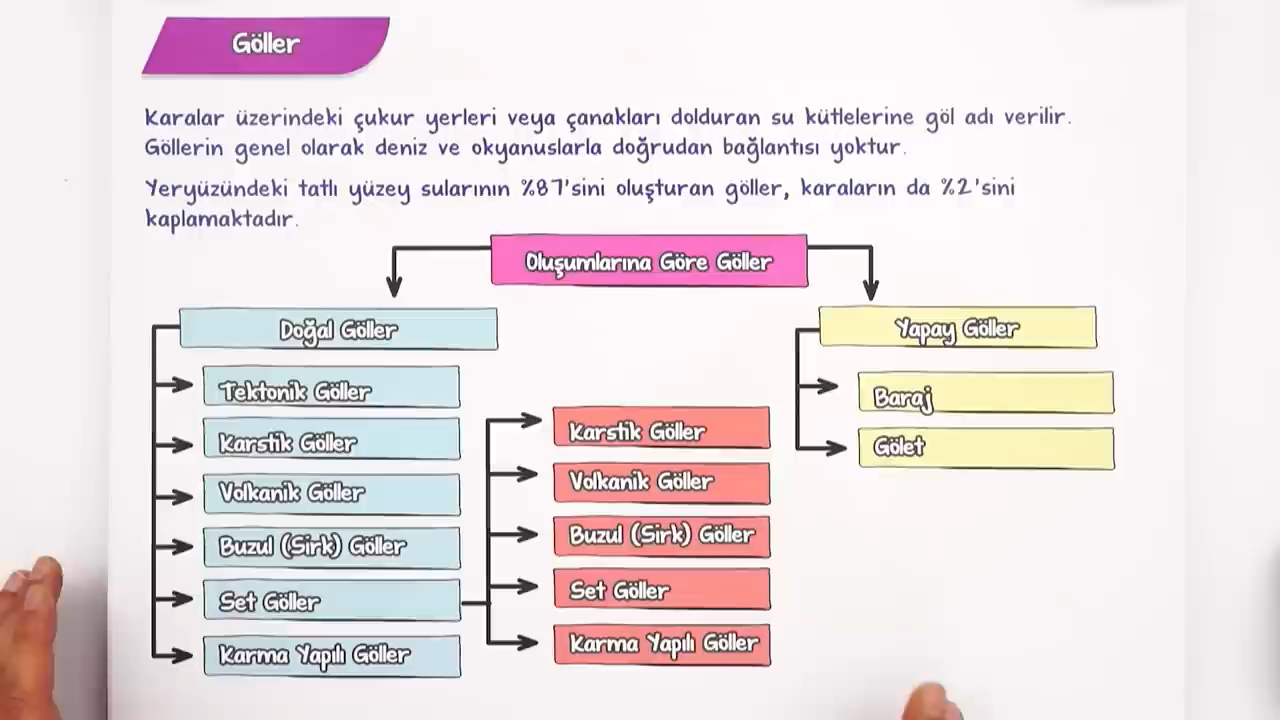 Göller
Karalar üzerindeki çukur yerleri veya çanakları dolduran su kütlelerine göl adı verilir.
Göllerin genel olarak deniz ve okyanuslarla doğrudan bağlantısı yoktur.
Yeryüzündeki tatlı yüzey sularının %87'sini oluşturan göller, karaların da %2'sini
kaplamaktadır.
Oluşumlarına Göre Göller
Doğal Göller
Tektonik Göller
Karstik Göller
Volkanik Göller
Buzul (Sirk) Göller
Set Göller
Karma Yapılı Göller
Karstik Göller
Volkanik Göller
Buzul (Sirk) Göller
Set Göller
Karma Yapılı Göller
Yapay Göller
Baraj
Gölet